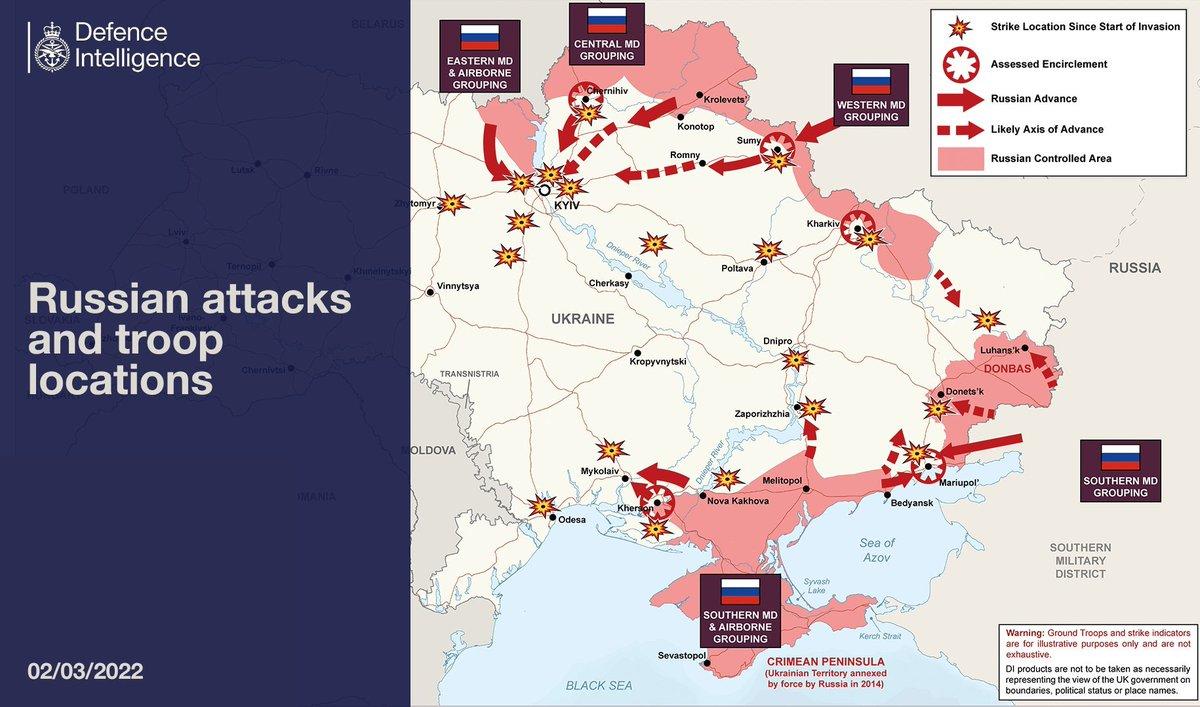 Defence
Intelligence
Russian attacks
and troop
locations
02/03/2022
BELARUS
POLAND
Lutsk
Rivne
Lviv
Ternopil
Khmelnytskyi
SLOVAKIA
Ivano-
Frankivs'k
Chernivtsi
EASTERN MD
& AIRBORNE
GROUPING
CENTRAL MD
GROUPING
WESTERN MD
GROUPING
Strike Location Since Start of Invasion
Assessed Encirclement
Russian Advance
Likely Axis of Advance
Russian Controlled Area
Chernihiv
Krolevets'
Konotop
Sumy
Romny
Zhytomyr
KYIV
Kharkiv
Dnieper River
Poltava
RUSSIA
Cherkasy
Vinnytsya
UKRAINE
Dnipro
Luhans'k
Kropyvnytski
DONBAS
TRANSNISTRIA
Donets'k
Zaporizhzhia
MOLDOVA
Dnieper River
SOUTHERN MD
GROUPING
Mykolaiv
Melitopol
Mariupol'
Nova Kakhova
Bedyansk
Kherson
Odesa
Sea of
Azov
SOUTHERN
MILITARY
DISTRICT
Syvash
Lake
SOUTHERN MD
& AIRBORNE
GROUPING
Kerch Strait
Sevastopol
CRIMEAN PENINSULA
(Ukrainian Territory annexed
by force by Russia in 2014)
BLACK SEA
Warning: Ground Troops and strike indicators
are for illustrative purposes only and are not
exhaustive.
DI products are not to be taken as necessarily
representing the view of the UK government on
boundaries, political status or place names.